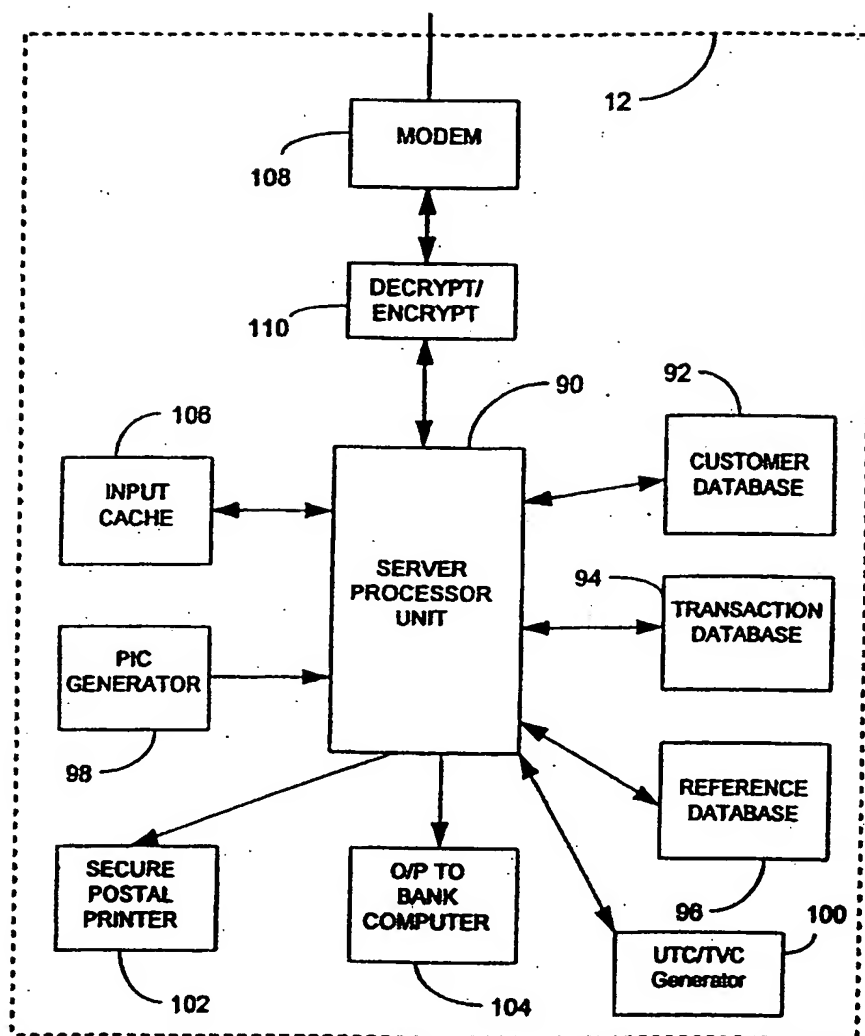 12
MODEM
108
DECRYPT/
ENCRYPT
110
90
92
106
INPUT
CACHE
CUSTOMER
DATABASE
SERVER
PROCESSOR
UNIT
94
TRANSACTION
DATABASE
PIC
GENERATOR
98
REFERENCE
DATABASE
96
SECURE
POSTAL
PRINTER
102
O/P TO
BANK
COMPUTER
104
100
UTC/TVC
Generator